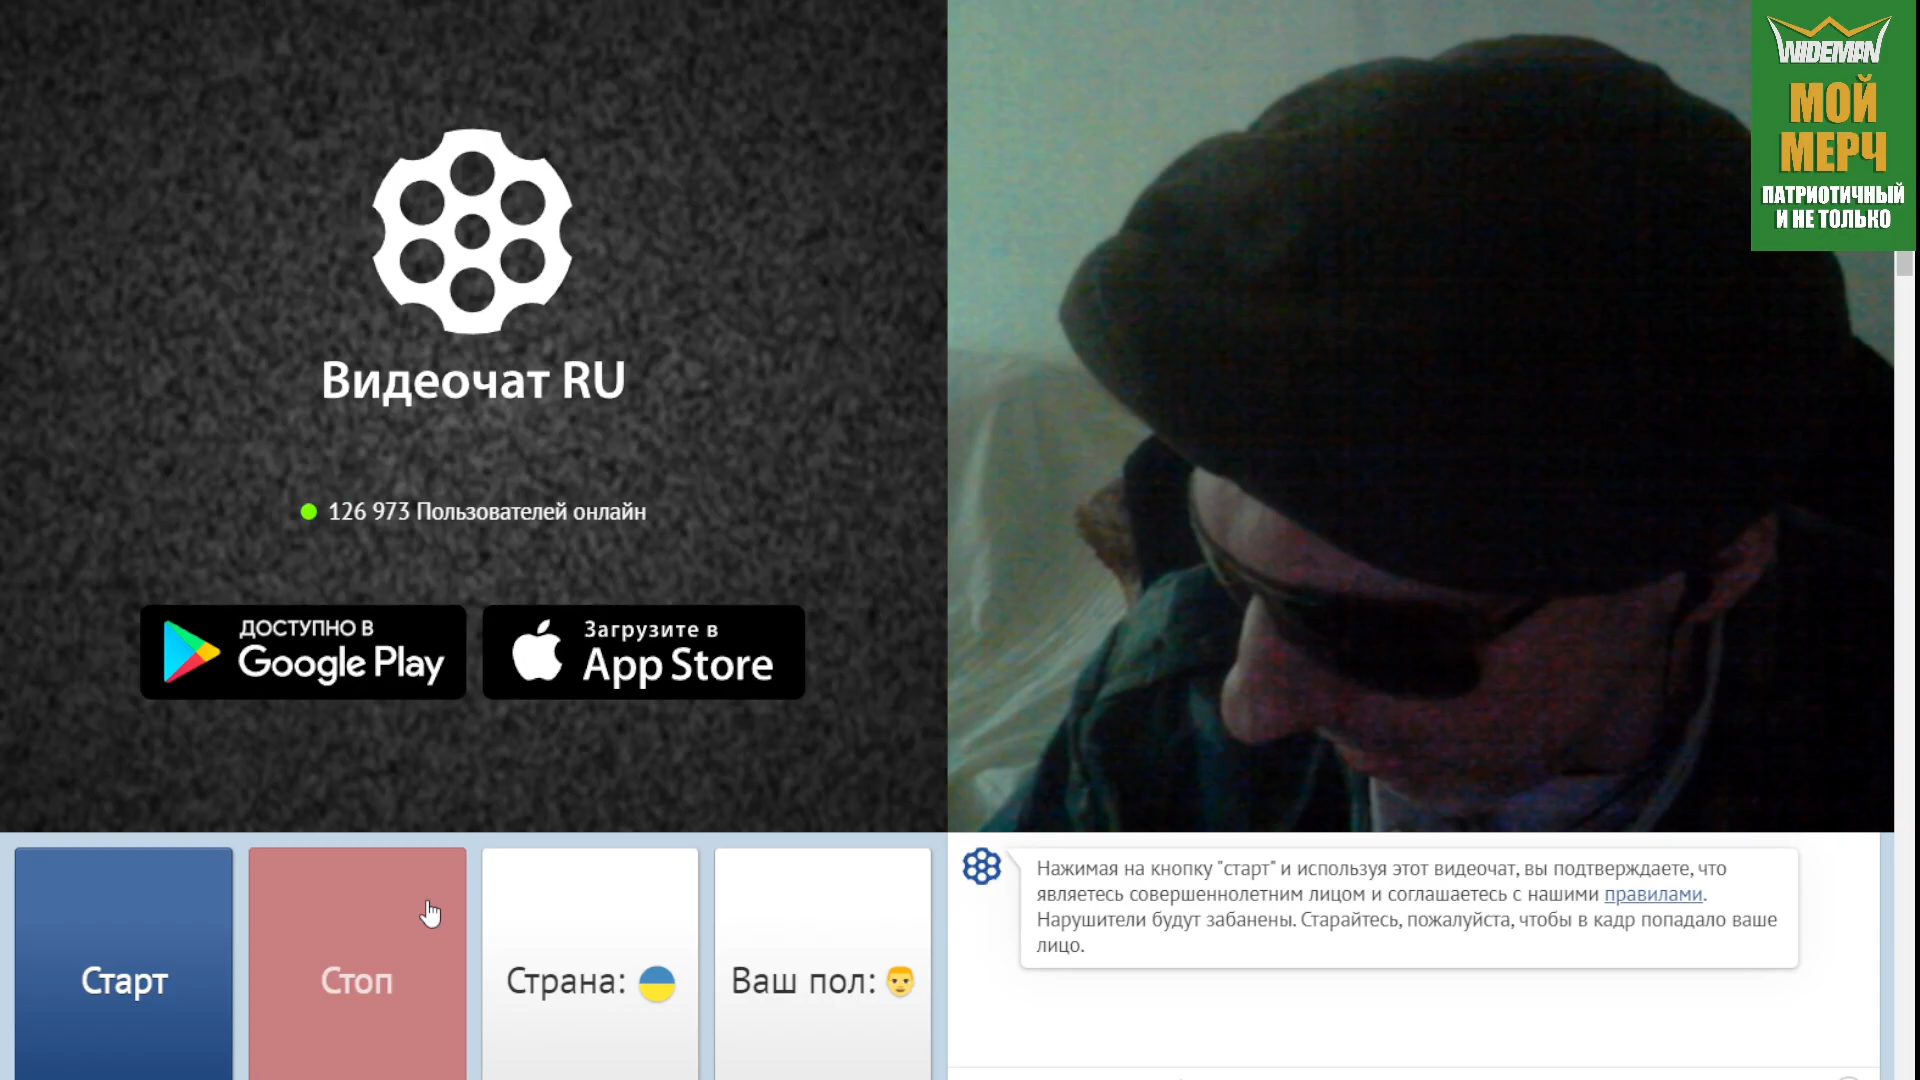 Видеочат RU
126 973 Пользователей онлайн
ДОСТУПНО В
Google Play
Загрузите в
App Store
Старт
Стоп
Страна:
Ваш пол:
WIDEMAN
МОЙ
МЕРЧ
ПАТРИОТИЧНЫЙ
И НЕ ТОЛЬКО
Нажимая на кнопку "старт" и используя этот видеочат, вы подтверждаете, что
являетесь совершеннолетним лицом и соглашаетесь с нашими правилами.
Нарушители будут забанены. Старайтесь, пожалуйста, чтобы в кадр попадало ваше
лицо.